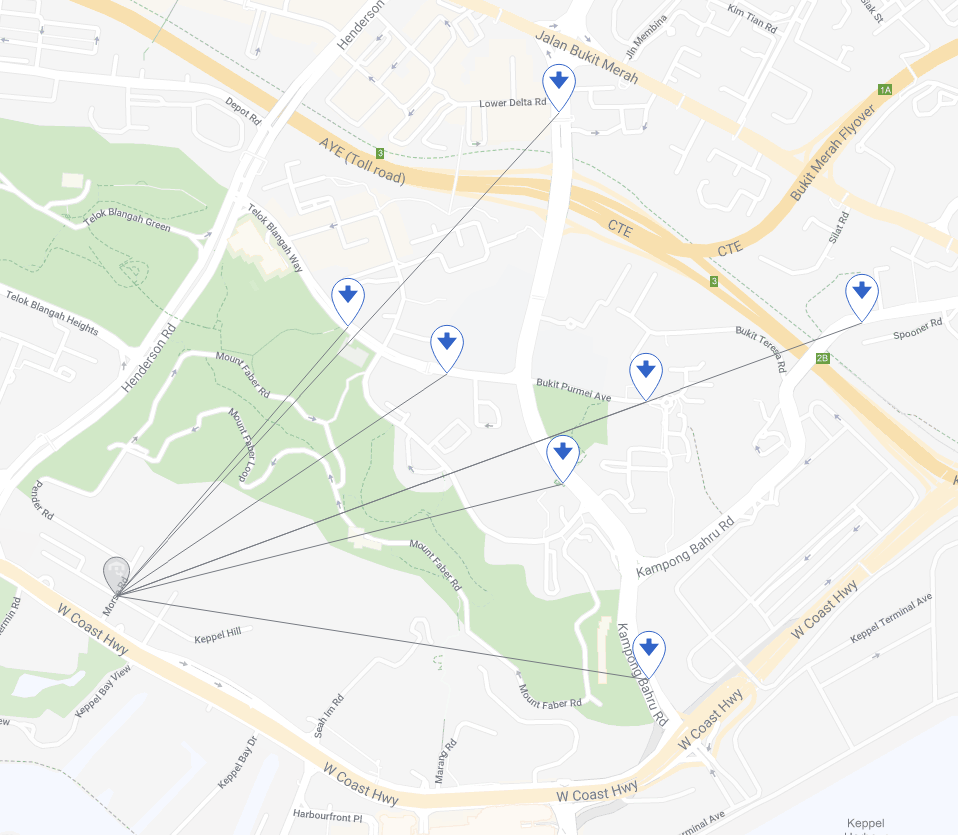 Henderson
Jalan Bukit Merah
Jln Membina
Kim Tian Rd
Depot Rd
Lower Delta Rd
1A
AYE (Toll road)
3
Bukit Merah Flyover
Telok Blangah Green
Telok Blangah Way
CTE
CTE
Silat Rd
3
Telok Blangah Heights
Henderson Rd
Spooner Rd
Bukit Teresa Rd
2B
Mount Faber Rd
Bukit Purmei Ave
Mount Faber Loop
Pender Rd
Mount Faber Rd
Kampong Bahru Rd
W Coast Hwy
Keppel Terminal Ave
W Coast Hwy
Keppel Hill
Kampong Bahru Rd
Keppel Bay View
Mount Faber Rd
Seah Im Rd
W Coast Hwy
Marang Rd
Keppel Bay Dr
W Coast Hwy
W Coast Hwy
Harbourfront Pl
Keppel